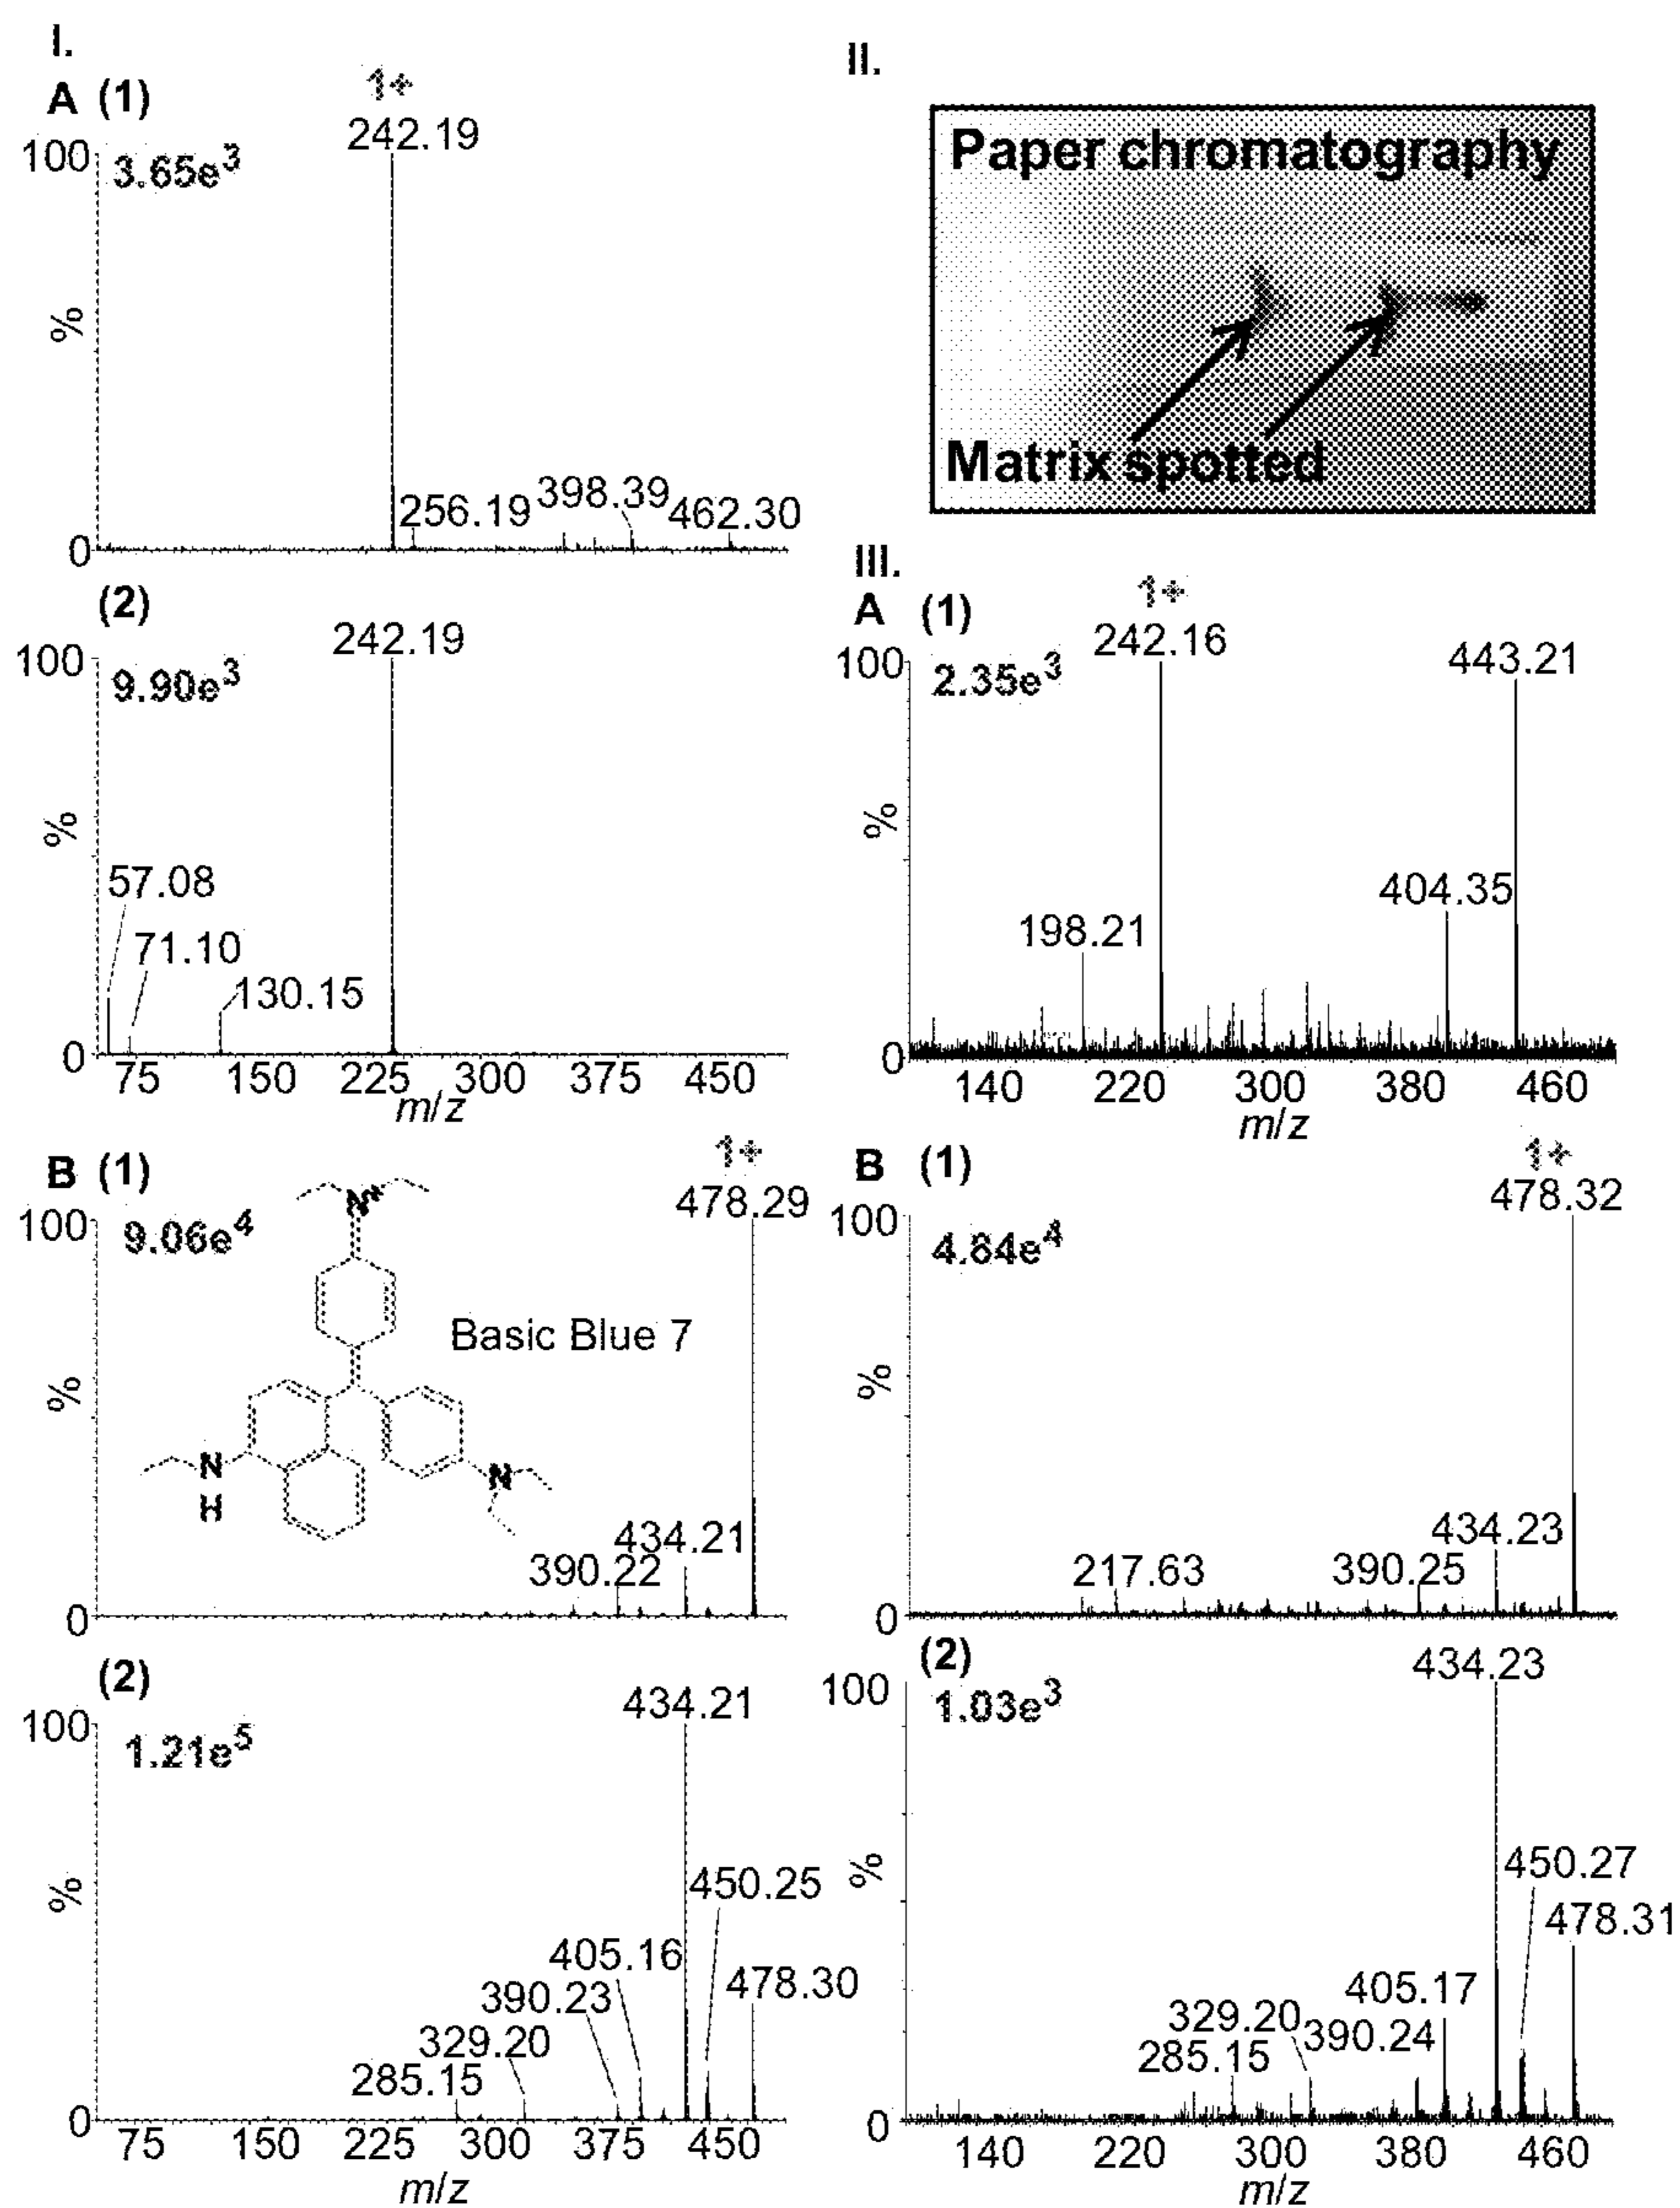 I.
A (1)
1+
242.19
100
3.65e3
%
256.19
398.39
462.30
0
(2)
242.19
100
9.90e3
%
57.08
71.10
130.15
0
75 150 225 300 375 450
m/z
B (1)
1+
478.29
100
9.06e4
N
Basic Blue 7
%
N
H
N
434.21
390.22
0
(2)
434.21
100
1.21e5
%
450.25
405.16
478.30
390.23
329.20
285.15
0
75 150 225 300 375 450
m/z
II.
Paper chromatography
Matrix spotted
III.
A (1)
1+
242.16
443.21
100
2.35e3
%
404.35
198.21
0
140 220 300 380 460
m/z
B (1)
1+
478.32
100
4.84e4
%
434.23
217.63
390.25
0
(2)
434.23
100
1.03e3
%
450.27
478.31
405.17
329.20
390.24
285.15
0
140 220 300 380 460
m/z